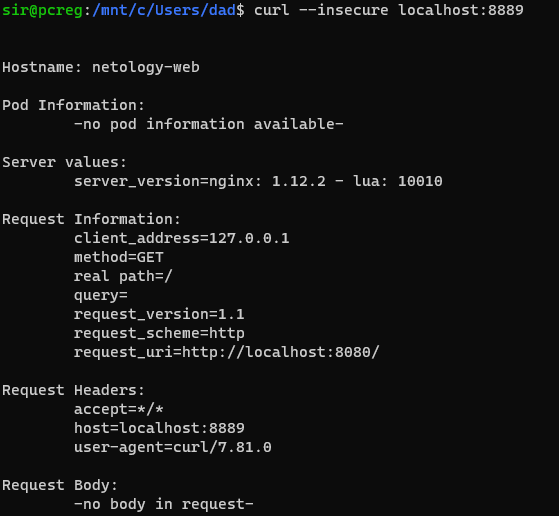 sir@pcreg:/mnt/c/Users/dad$ curl --insecure localhost:8889
Hostname: netology-web
Pod Information:
-no pod information available-
Server values:
server_version=nginx: 1.12.2 - lua: 10010
Request Information:
client_address=127.0.0.1
method=GET
real path=/
query=
request_version=1.1
request_scheme=http
request_uri=http://localhost:8080/
Request Headers:
accept=*/*
host=localhost:8889
user-agent=curl/7.81.0
Request Body:
-no body in request-